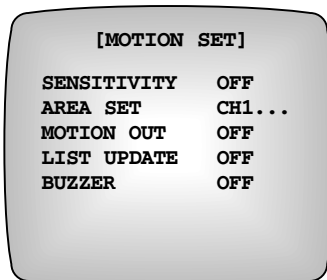 [MOTION SET]
SENSITIVITY OFF
AREA SET CH1...
MOTION OUT OFF
LIST UPDATE OFF
BUZZER OFF